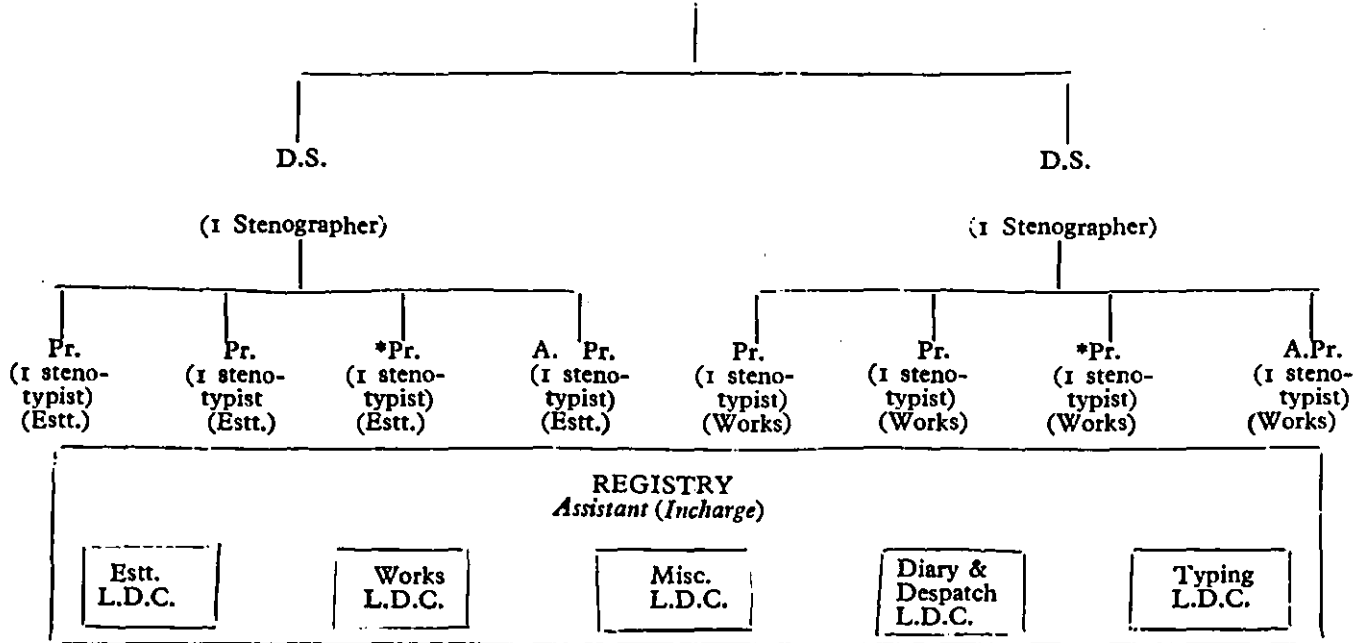 D.S. D.S.
(1 Stenographer) (1 Stenographer)
Pr. Pr. *Pr. A. Pr. Pr. Pr. *Pr. A.Pr.
(1 steno- (1 steno- (1 steno- (1 steno- (1 steno- (1 steno- (1 steno- (1 steno-
typist) typist typist) typist) typist) typist) typist) typist)
(Estt.) (Estt.) (Estt.) (Estt.) (Works) (Works) (Works) (Works)
REGISTRY
Assistant (Incharge)
Estt.
L.D.C.
Works
L.D.C.
Misc.
L.D.C.
Diary &
Despatch
L.D.C.
Typing
L.D.C.